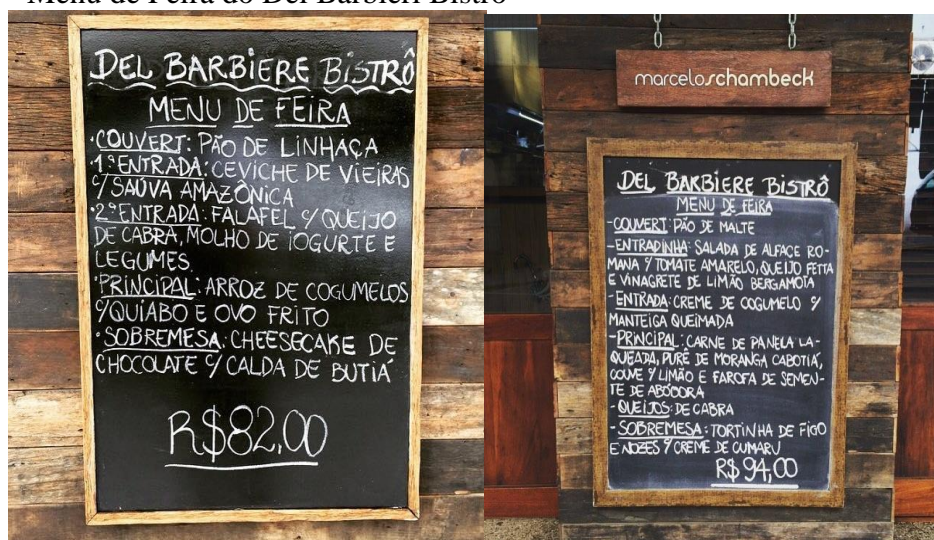 Menu de Feira do Del Barbieri Bistrô
DEL BARBIERE BISTRÔ
MENU DE FEIRA
·COUVERT: PÃO DE LINHAÇA
1ªENTRADA: CEVICHE DE VIEIRAS
C/ SAÚVA AMAZÔNICA
·2ªENTRADA: FALAFEL C/ QUEIJO
DE CABRA, MOLHO DE IOGURTE E
LEGUMES.
·PRINCIPAL: ARROZ DE COGUMELOS
C/ QUIABO E OVO FRITO
·SOBREMESA: CHEESECAKE DE
CHOCOLATE C/ CALDA DE BUTIÁ
R$82,00
marceloschambeck
DEL BARBIERE BISTRÔ
MENU DE FEIRA
-COUVERT: PÃO DE MALTE
-ENTRADINHA: SALADA DE ALFACE RO-
MANA C/ TOMATE AMARELO, QUEIJO FETTA
E VINAGRETE DE LIMÃO BERGAMOTA
-ENTRADA: CREME DE COGUMELO C/
MANTEIGA QUEIMADA
-PRINCIPAL: CARNE DE PANELA LA-
QUEADA, PURÊ DE MORANGA CABOTIÁ,
COUVE C/ LIMÃO E FAROFA DE SEMEN-
TE DE ABÓBORA
-QUEIJOS: DE CABRA
-SOBREMESA: TORTINHA DE FIGO
E NOZES C/ CREME DE CUMARU
R$ 94,00